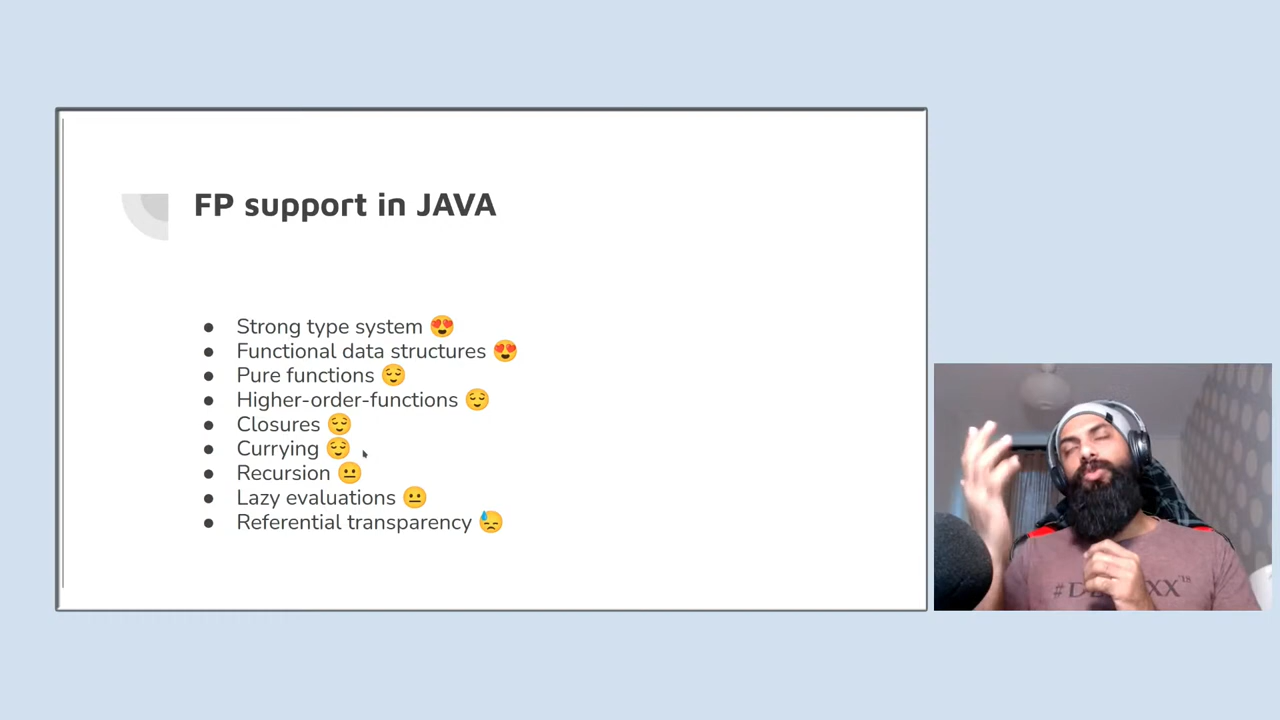 FP support in JAVA
● Strong type system 😍
● Functional data structures 😍
● Pure functions 😌
● Higher-order-functions 😌
● Closures 😌
● Currying 😌
● Recursion 😐
● Lazy evaluations 😐
● Referential transparency 😓